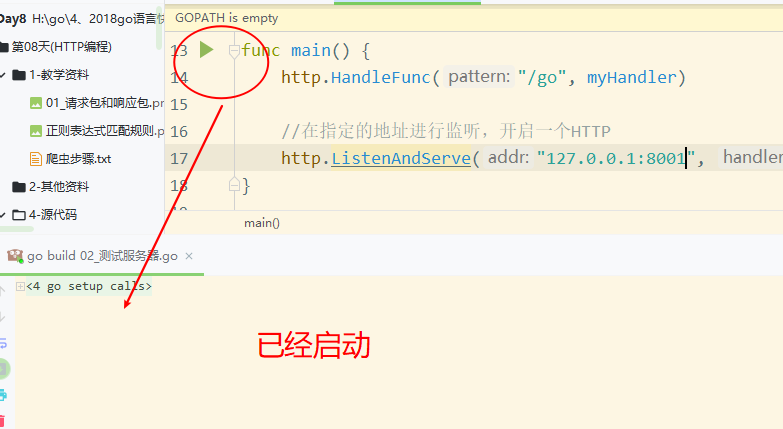 Day8 H:\go\4、2018go语言快
GOPATH is empty
第08天(HTTP编程)
1-教学资料
01_请求包和响应包.pn
正则表达式匹配规则.p
爬虫步骤.txt
2-其他资料
4-源代码
13 func main() {
14 http.HandleFunc( pattern: "/go", myHandler)
15
16 //在指定的地址进行监听，开启一个HTTP
17 http.ListenAndServe( addr: "127.0.0.1:8001", handler
18 }
main()
go build 02_测试服务器.go
<4 go setup calls>
已经启动